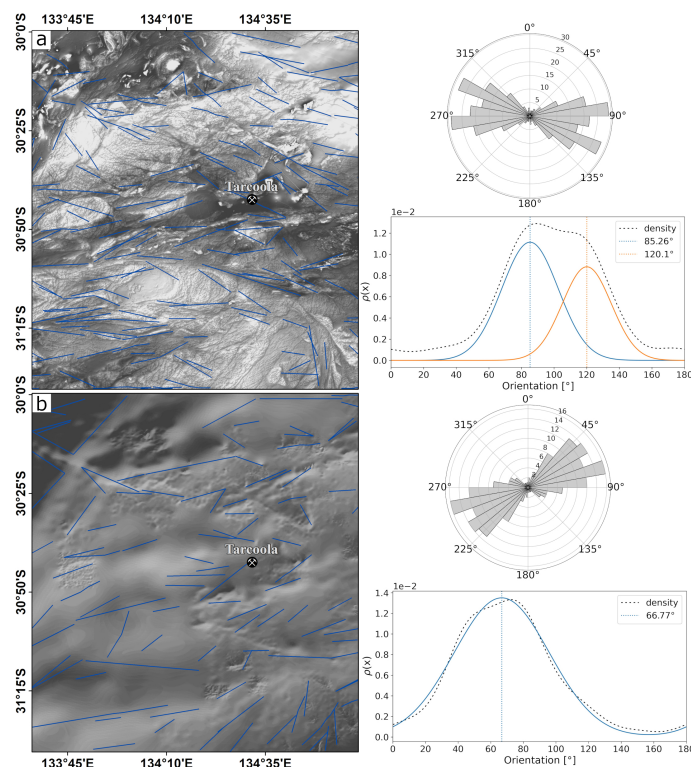 133°45'E 134°10'E 134°35'E
30°0'S
30°25'S
30°50'S
31°15'S
a
Tarcoola
0°
45°
90°
135°
180°
225°
270°
315°
5
10
15
20
25
30
1e−2
ρ(x)
1.2
1.0
0.8
0.6
0.4
0.2
0.0
0 20 40 60 80 100 120 140 160 180
Orientation [°]
density
85.26°
120.1°
30°0'S
30°25'S
30°50'S
31°15'S
b
Tarcoola
133°45'E 134°10'E 134°35'E
0°
45°
90°
135°
180°
225°
270°
315°
2
4
6
8
10
12
14
16
1e−2
ρ(x)
1.4
1.2
1.0
0.8
0.6
0.4
0.2
0.0
0 20 40 60 80 100 120 140 160 180
Orientation [°]
density
66.77°